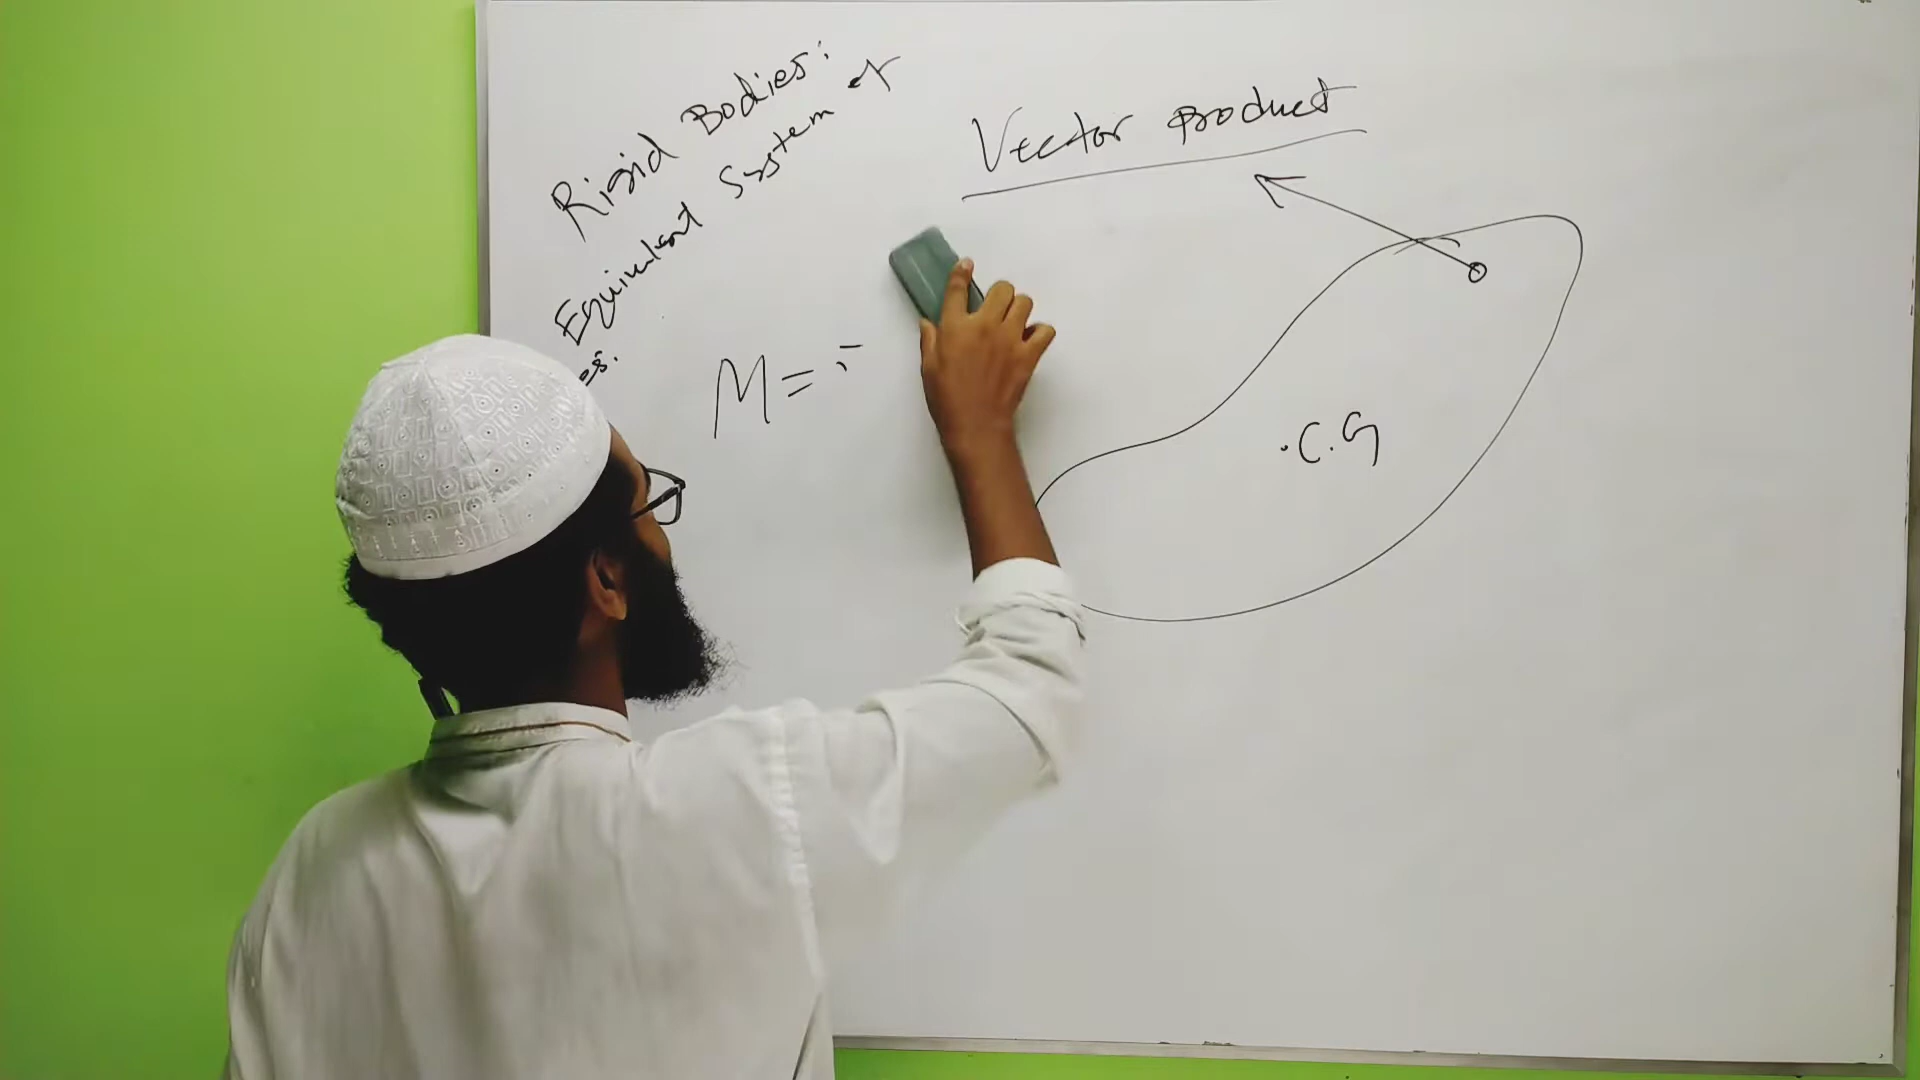 Rigid Bodies:
Equivalent System of
es.
Vector product
M =
.C.G